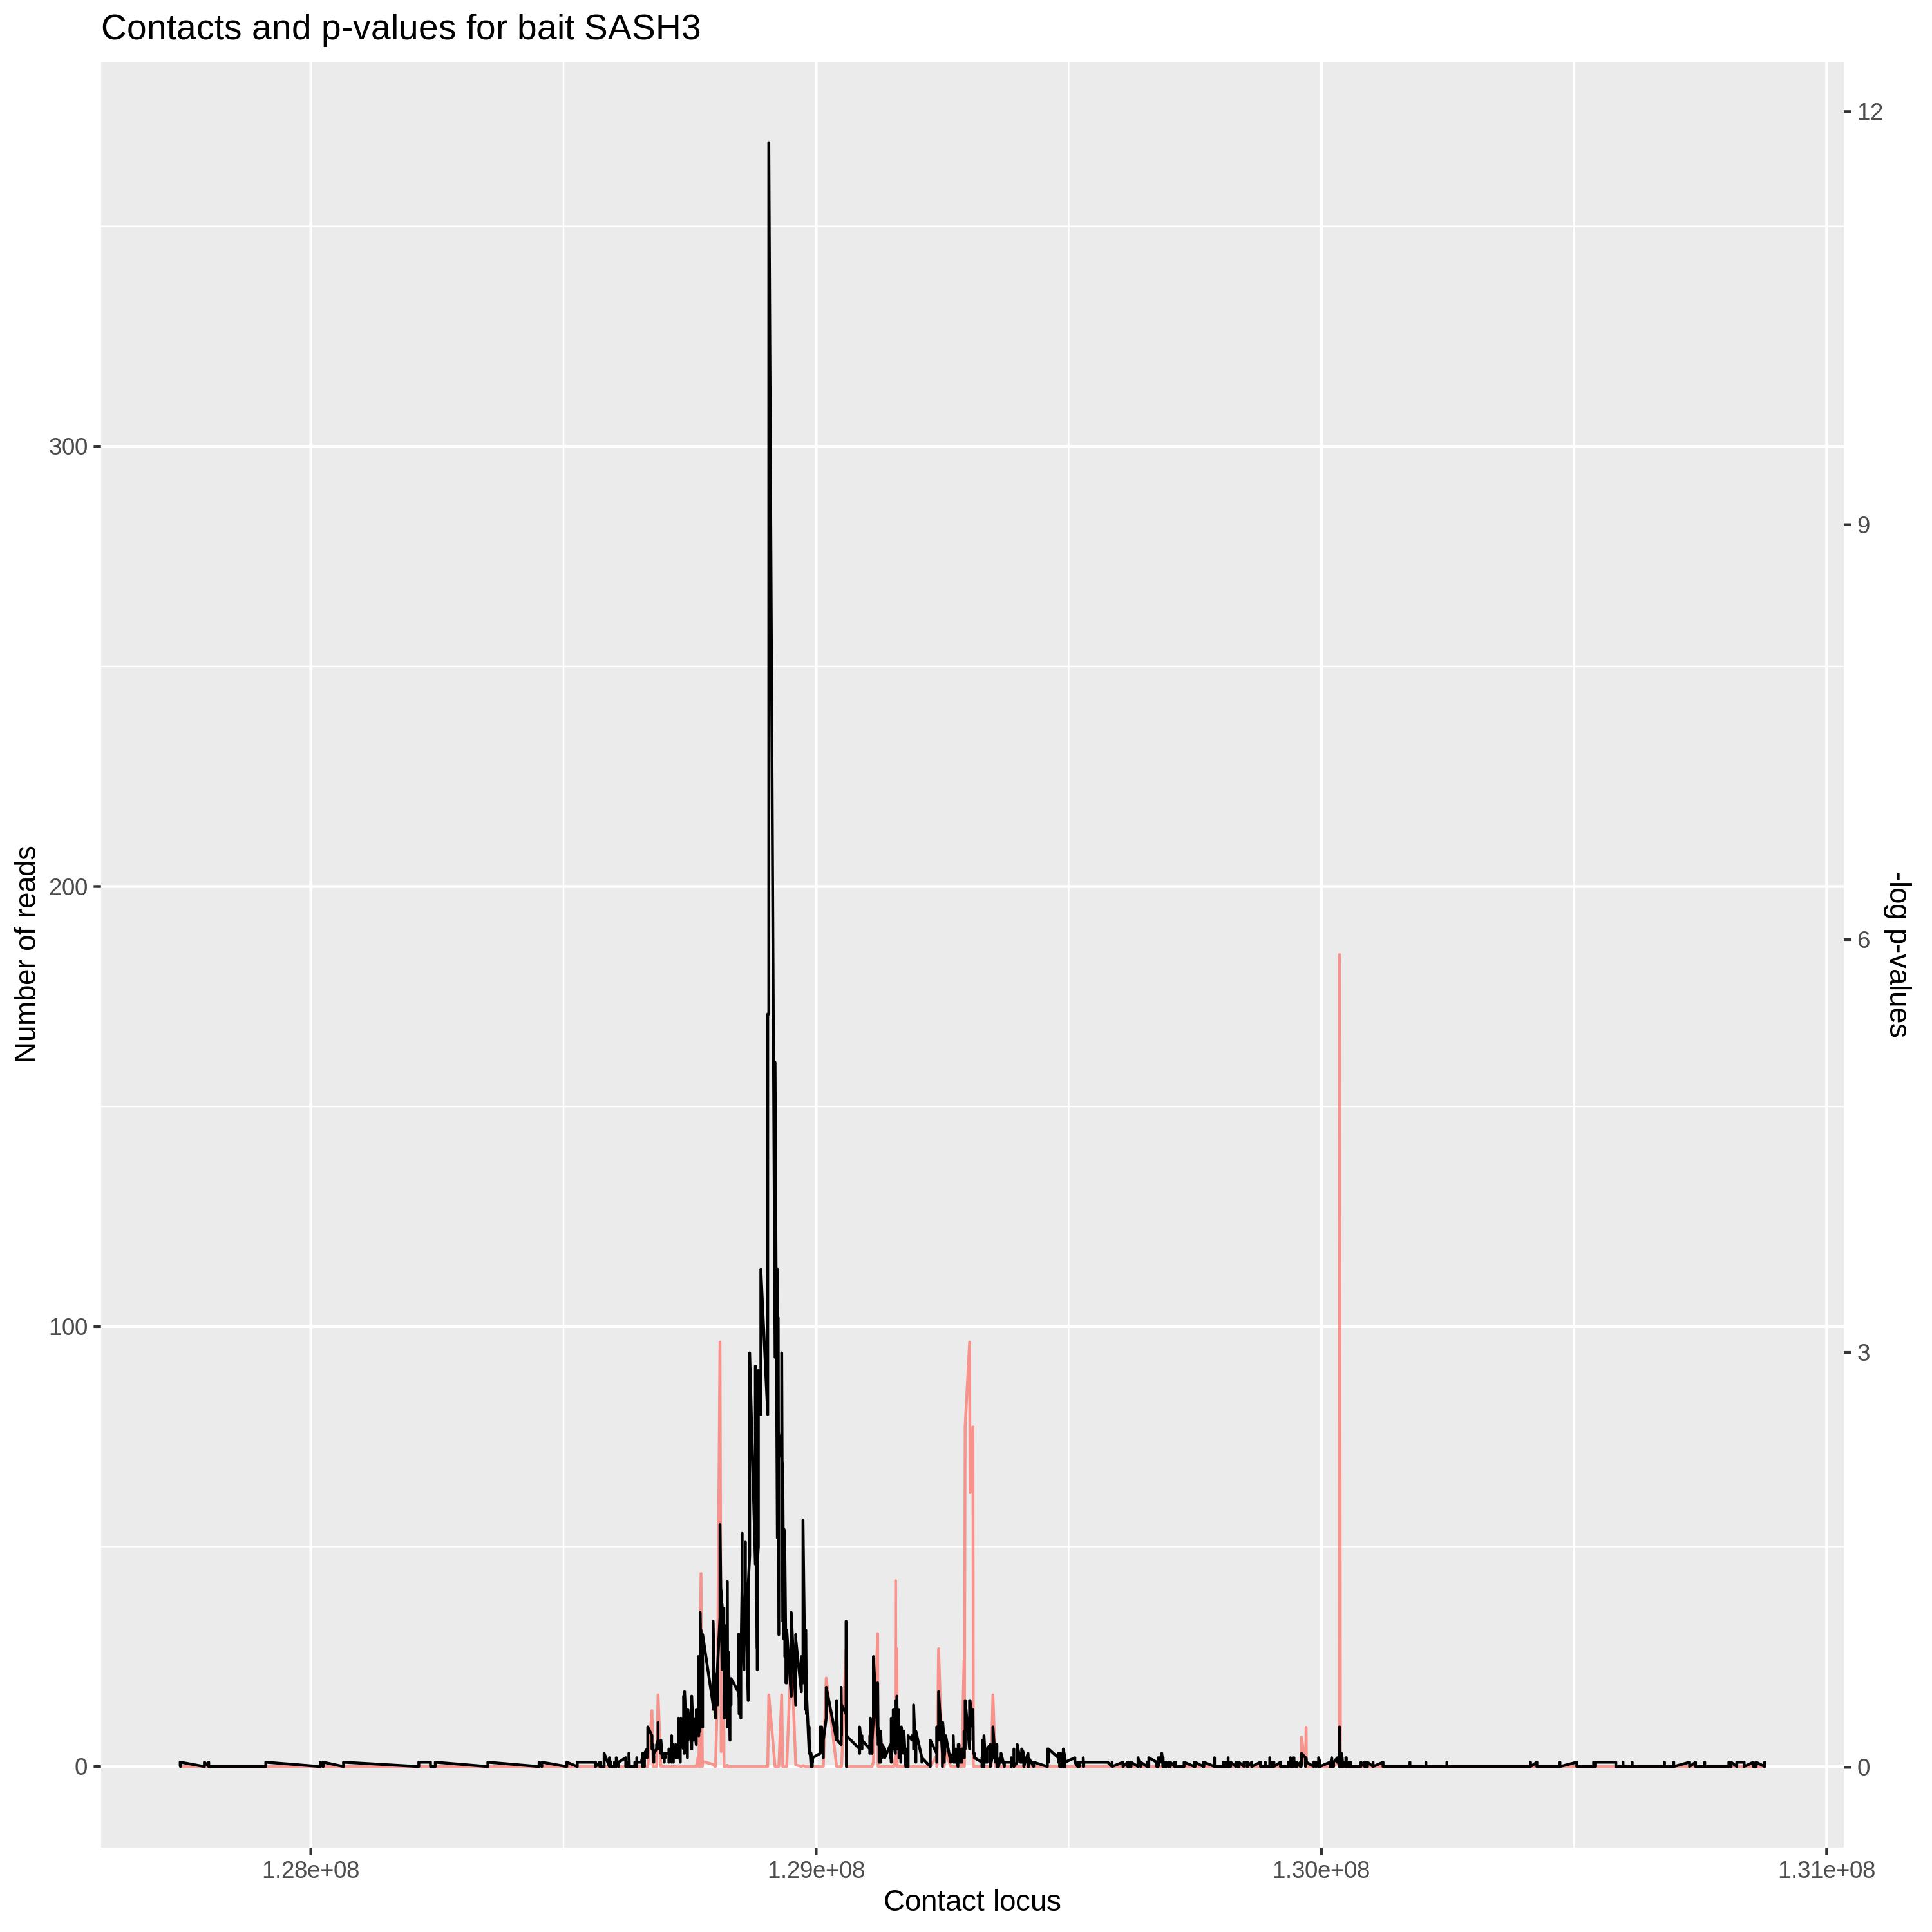 Contacts and p-values for bait SASH3
12
300
9
200
6
100
3
0
0
Number of reads
-log p-values
1.28e+08
1.29e+08
1.30e+08
1.31e+08
Contact locus